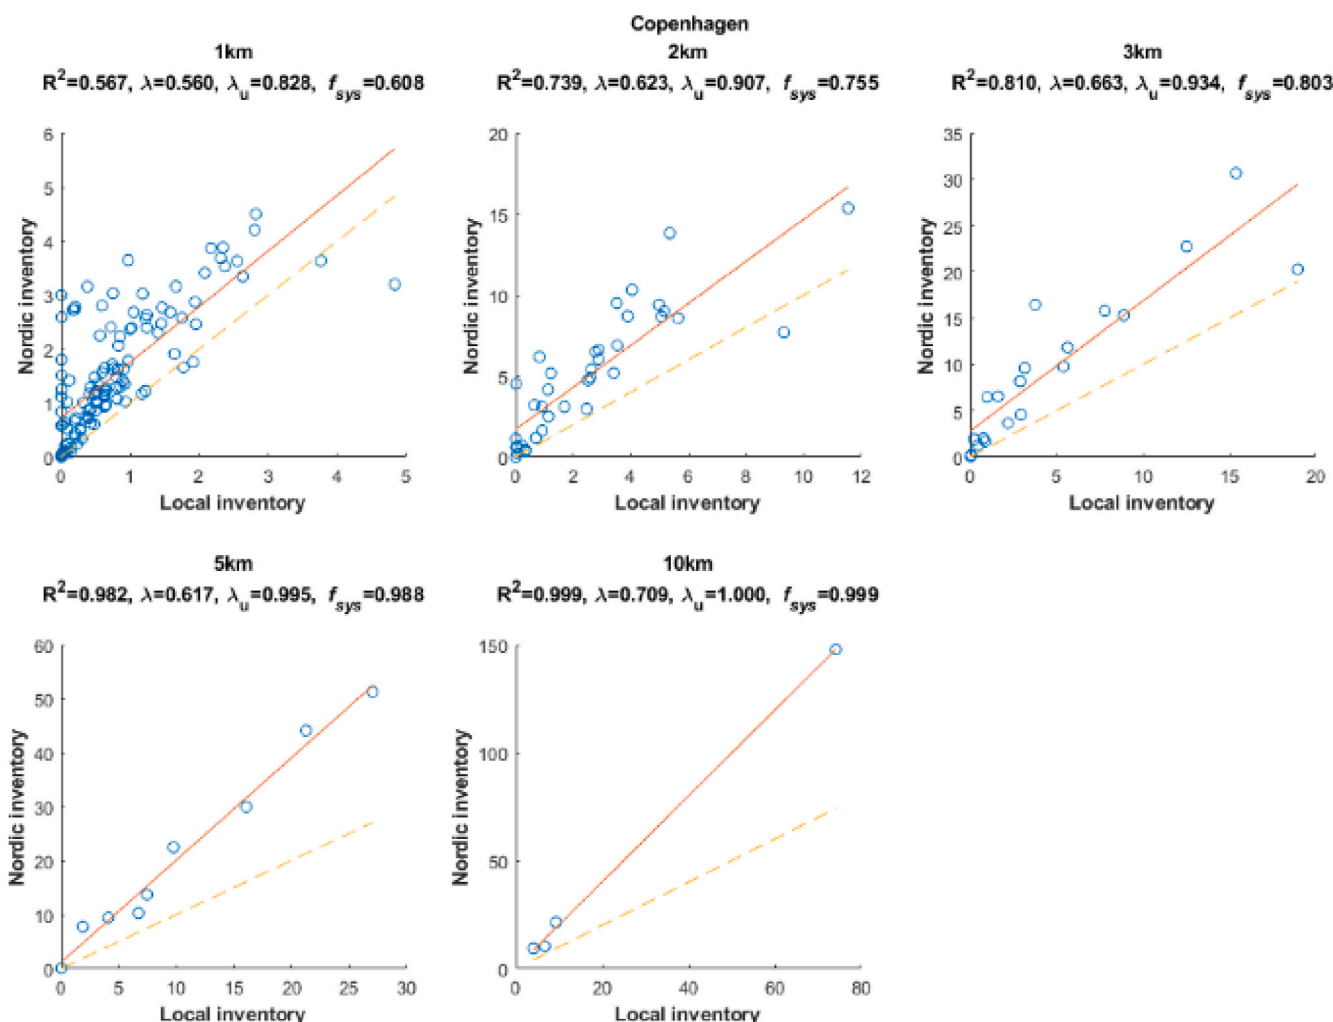 Copenhagen
1km
R²=0.567, λ=0.560, λᵤ=0.828, f_sys=0.608
6
5
4
3
2
1
0
Nordic inventory
0 1 2 3 4 5
Local inventory
2km
R²=0.739, λ=0.623, λᵤ=0.907, f_sys=0.755
20
15
10
5
0
Nordic inventory
0 2 4 6 8 10 12
Local inventory
3km
R²=0.810, λ=0.663, λᵤ=0.934, f_sys=0.803
35
30
25
20
15
10
5
0
Nordic inventory
0 5 10 15 20
Local inventory
5km
R²=0.982, λ=0.617, λᵤ=0.995, f_sys=0.988
60
50
40
30
20
10
0
Nordic inventory
0 5 10 15 20 25 30
Local inventory
10km
R²=0.999, λ=0.709, λᵤ=1.000, f_sys=0.999
150
100
50
0
Nordic inventory
0 20 40 60 80
Local inventory